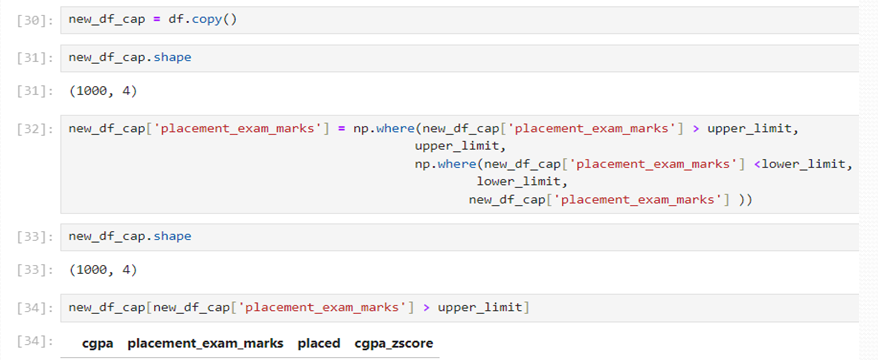 [30]: new_df_cap = df.copy()
[31]: new_df_cap.shape
[31]: (1000, 4)
[32]: new_df_cap['placement_exam_marks'] = np.where(new_df_cap['placement_exam_marks'] > upper_limit,
upper_limit,
np.where(new_df_cap['placement_exam_marks'] <lower_limit,
lower_limit,
new_df_cap['placement_exam_marks'] ))
[33]: new_df_cap.shape
[33]: (1000, 4)
[34]: new_df_cap[new_df_cap['placement_exam_marks'] > upper_limit]
[34]: cgpa placement_exam_marks placed cgpa_zscore